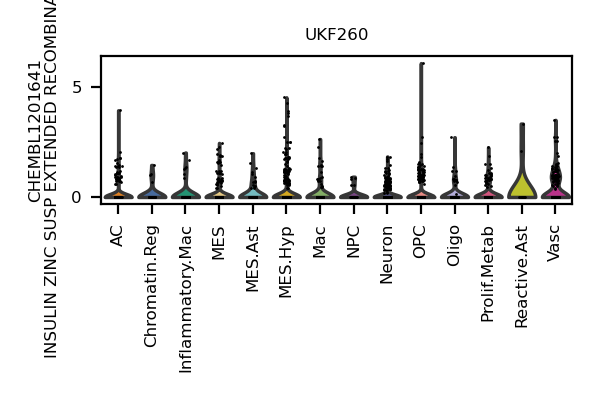 UKF260
CHEMBL1201641
INSULIN ZINC SUSP EXTENDED RECOMBINA
5
0
AC
Chromatin.Reg
Inflammatory.Mac
MES
MES.Ast
MES.Hyp
Mac
NPC
Neuron
OPC
Oligo
Prolif.Metab
Reactive.Ast
Vasc